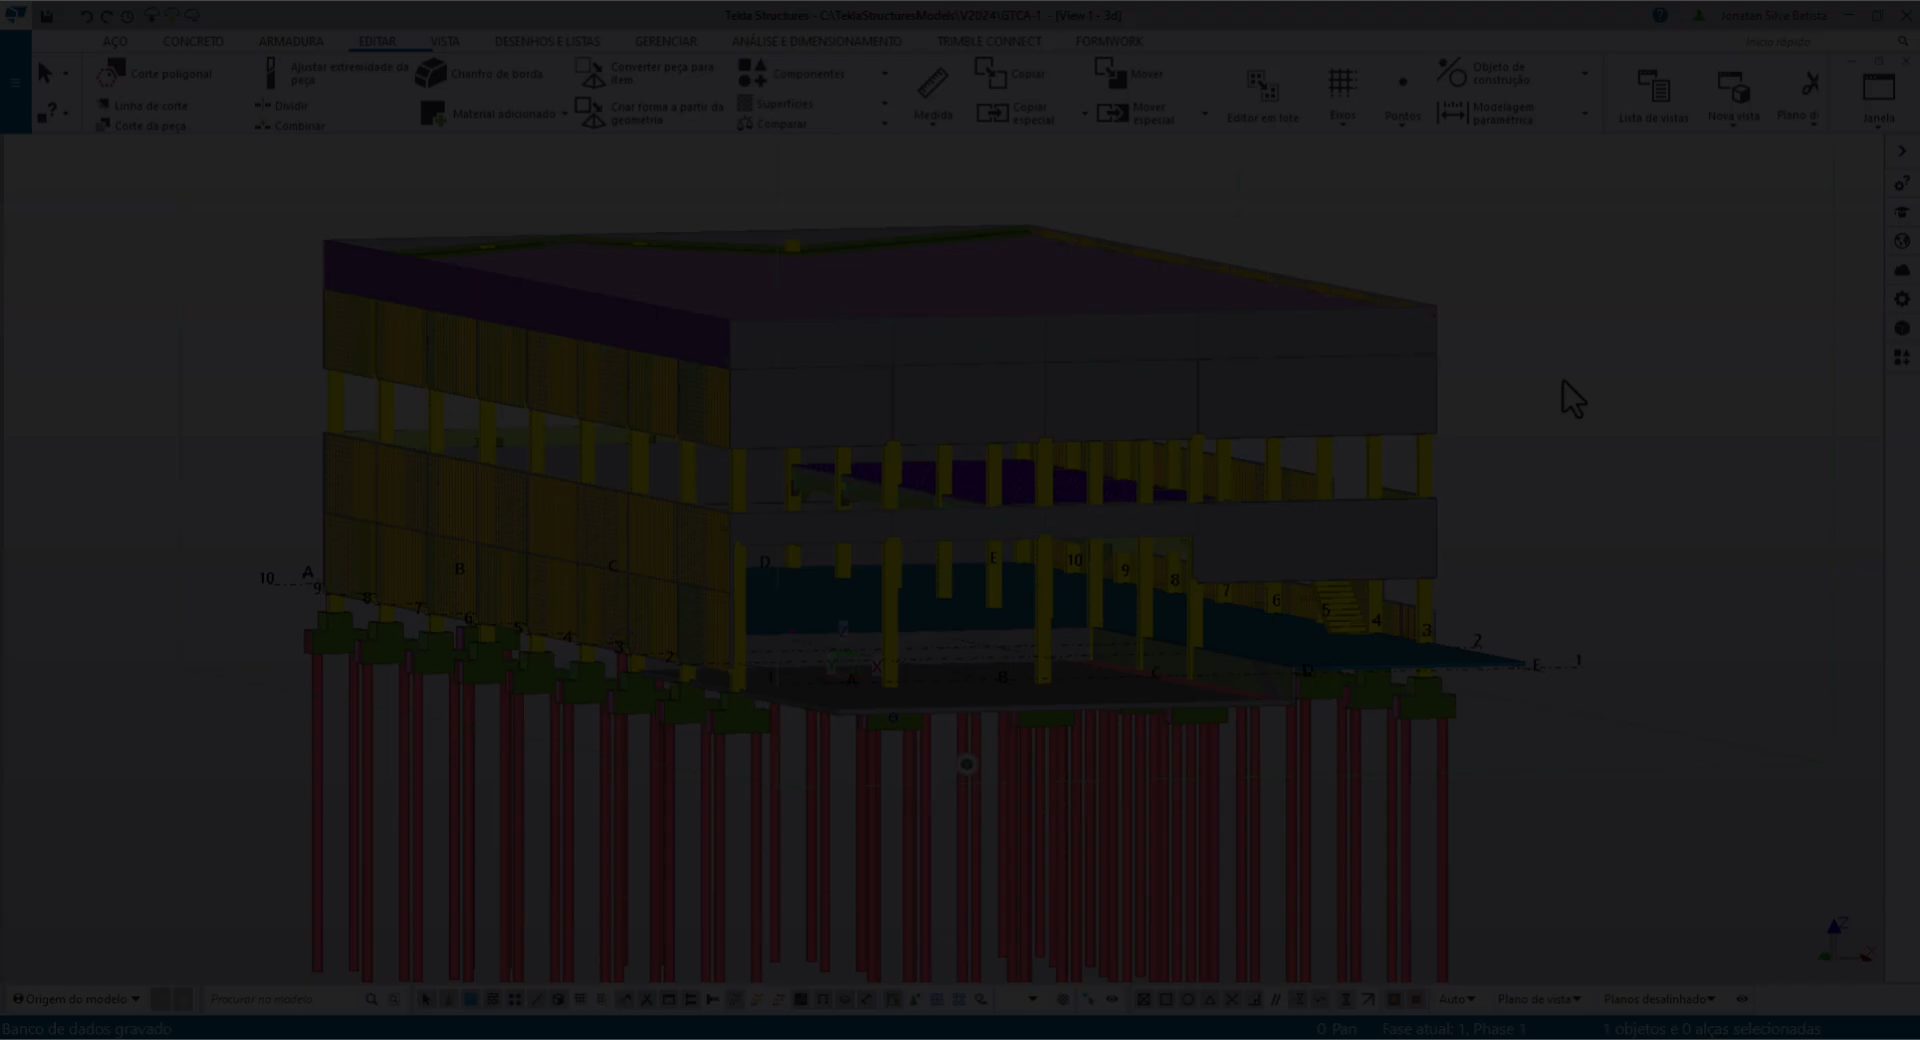 Tekla Structures - C:\TeklaStructuresModels\V2024\GTCA-1 - [View 1 - 3d]
Jonatan Silva Batista
AÇO CONCRETO ARMADURA EDITAR VISTA DESENHOS E LISTAS GERENCIAR ANÁLISE E DIMENSIONAMENTO TRIMBLE CONNECT FORMWORK
Início rápido
Corte poligonal
Linha de corte
Corte da peça
Ajustar extremidade da peça
Dividir
Combinar
Chanfro de borda
Material adicionado
Converter peça para item
Criar forma a partir da geometria
Componentes
Superfícies
Comparar
Medida
Copiar
Copiar especial
Mover
Mover especial
Editor em lote
Eixos
Pontos
Objeto de construção
Modelagem paramétrica
Lista de vistas
Nova vista
Plano d
Janela
D E 10
10 A B C 9
9 8 8
7 7
6 6
5 5
4 4
3 3
2 2
E 1
X A B C D
Z
Origem do modelo
Procurar no modelo
Auto
Plano de vista
Planos desalinhado
Banco de dados gravado
0 Pan
Fase atual: 1, Phase 1
1 objetos e 0 alças selecionadas